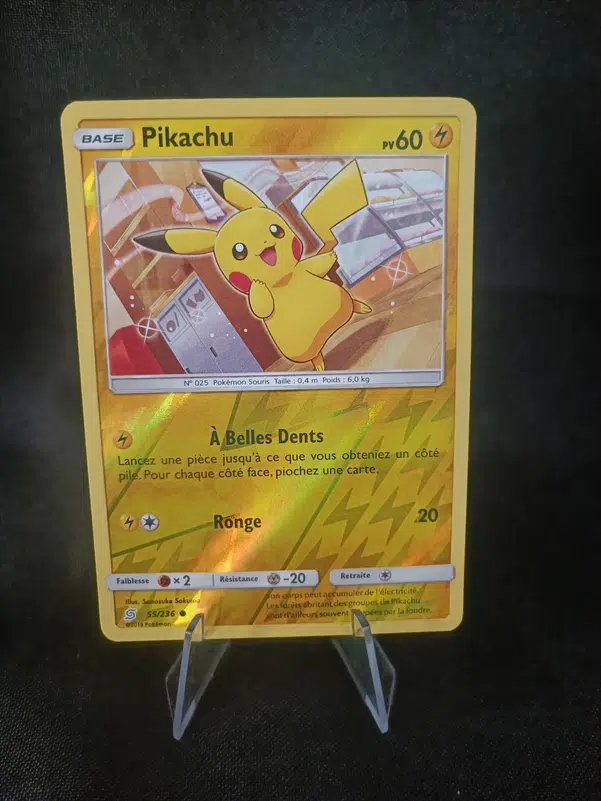 BASE Pikachu PV60
N° 025 Pokémon Souris Taille : 0,4 m Poids : 6,0 kg
À Belles Dents
Lancez une pièce jusqu'à ce que vous obteniez un côté
pile. Pour chaque côté face, piochez une carte.
Ronge 20
Faiblesse ×2 Résistance -20 Retraite
Illus. Sanosuke Sakuma
55/236
©2019 Pokémon
Son corps peut accumuler de l'électricité.
Les forêts abritant des groupes de Pikachu
sont d'ailleurs souvent par la foudre.